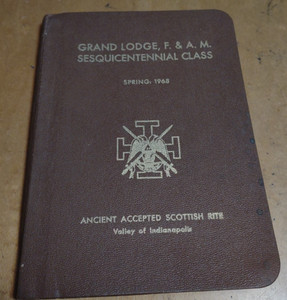 GRAND LODGE, F. & A. M.
SESQUICENTENNIAL CLASS
SPRING, 1968
ANCIENT ACCEPTED SCOTTISH RITE
Valley of Indianapolis